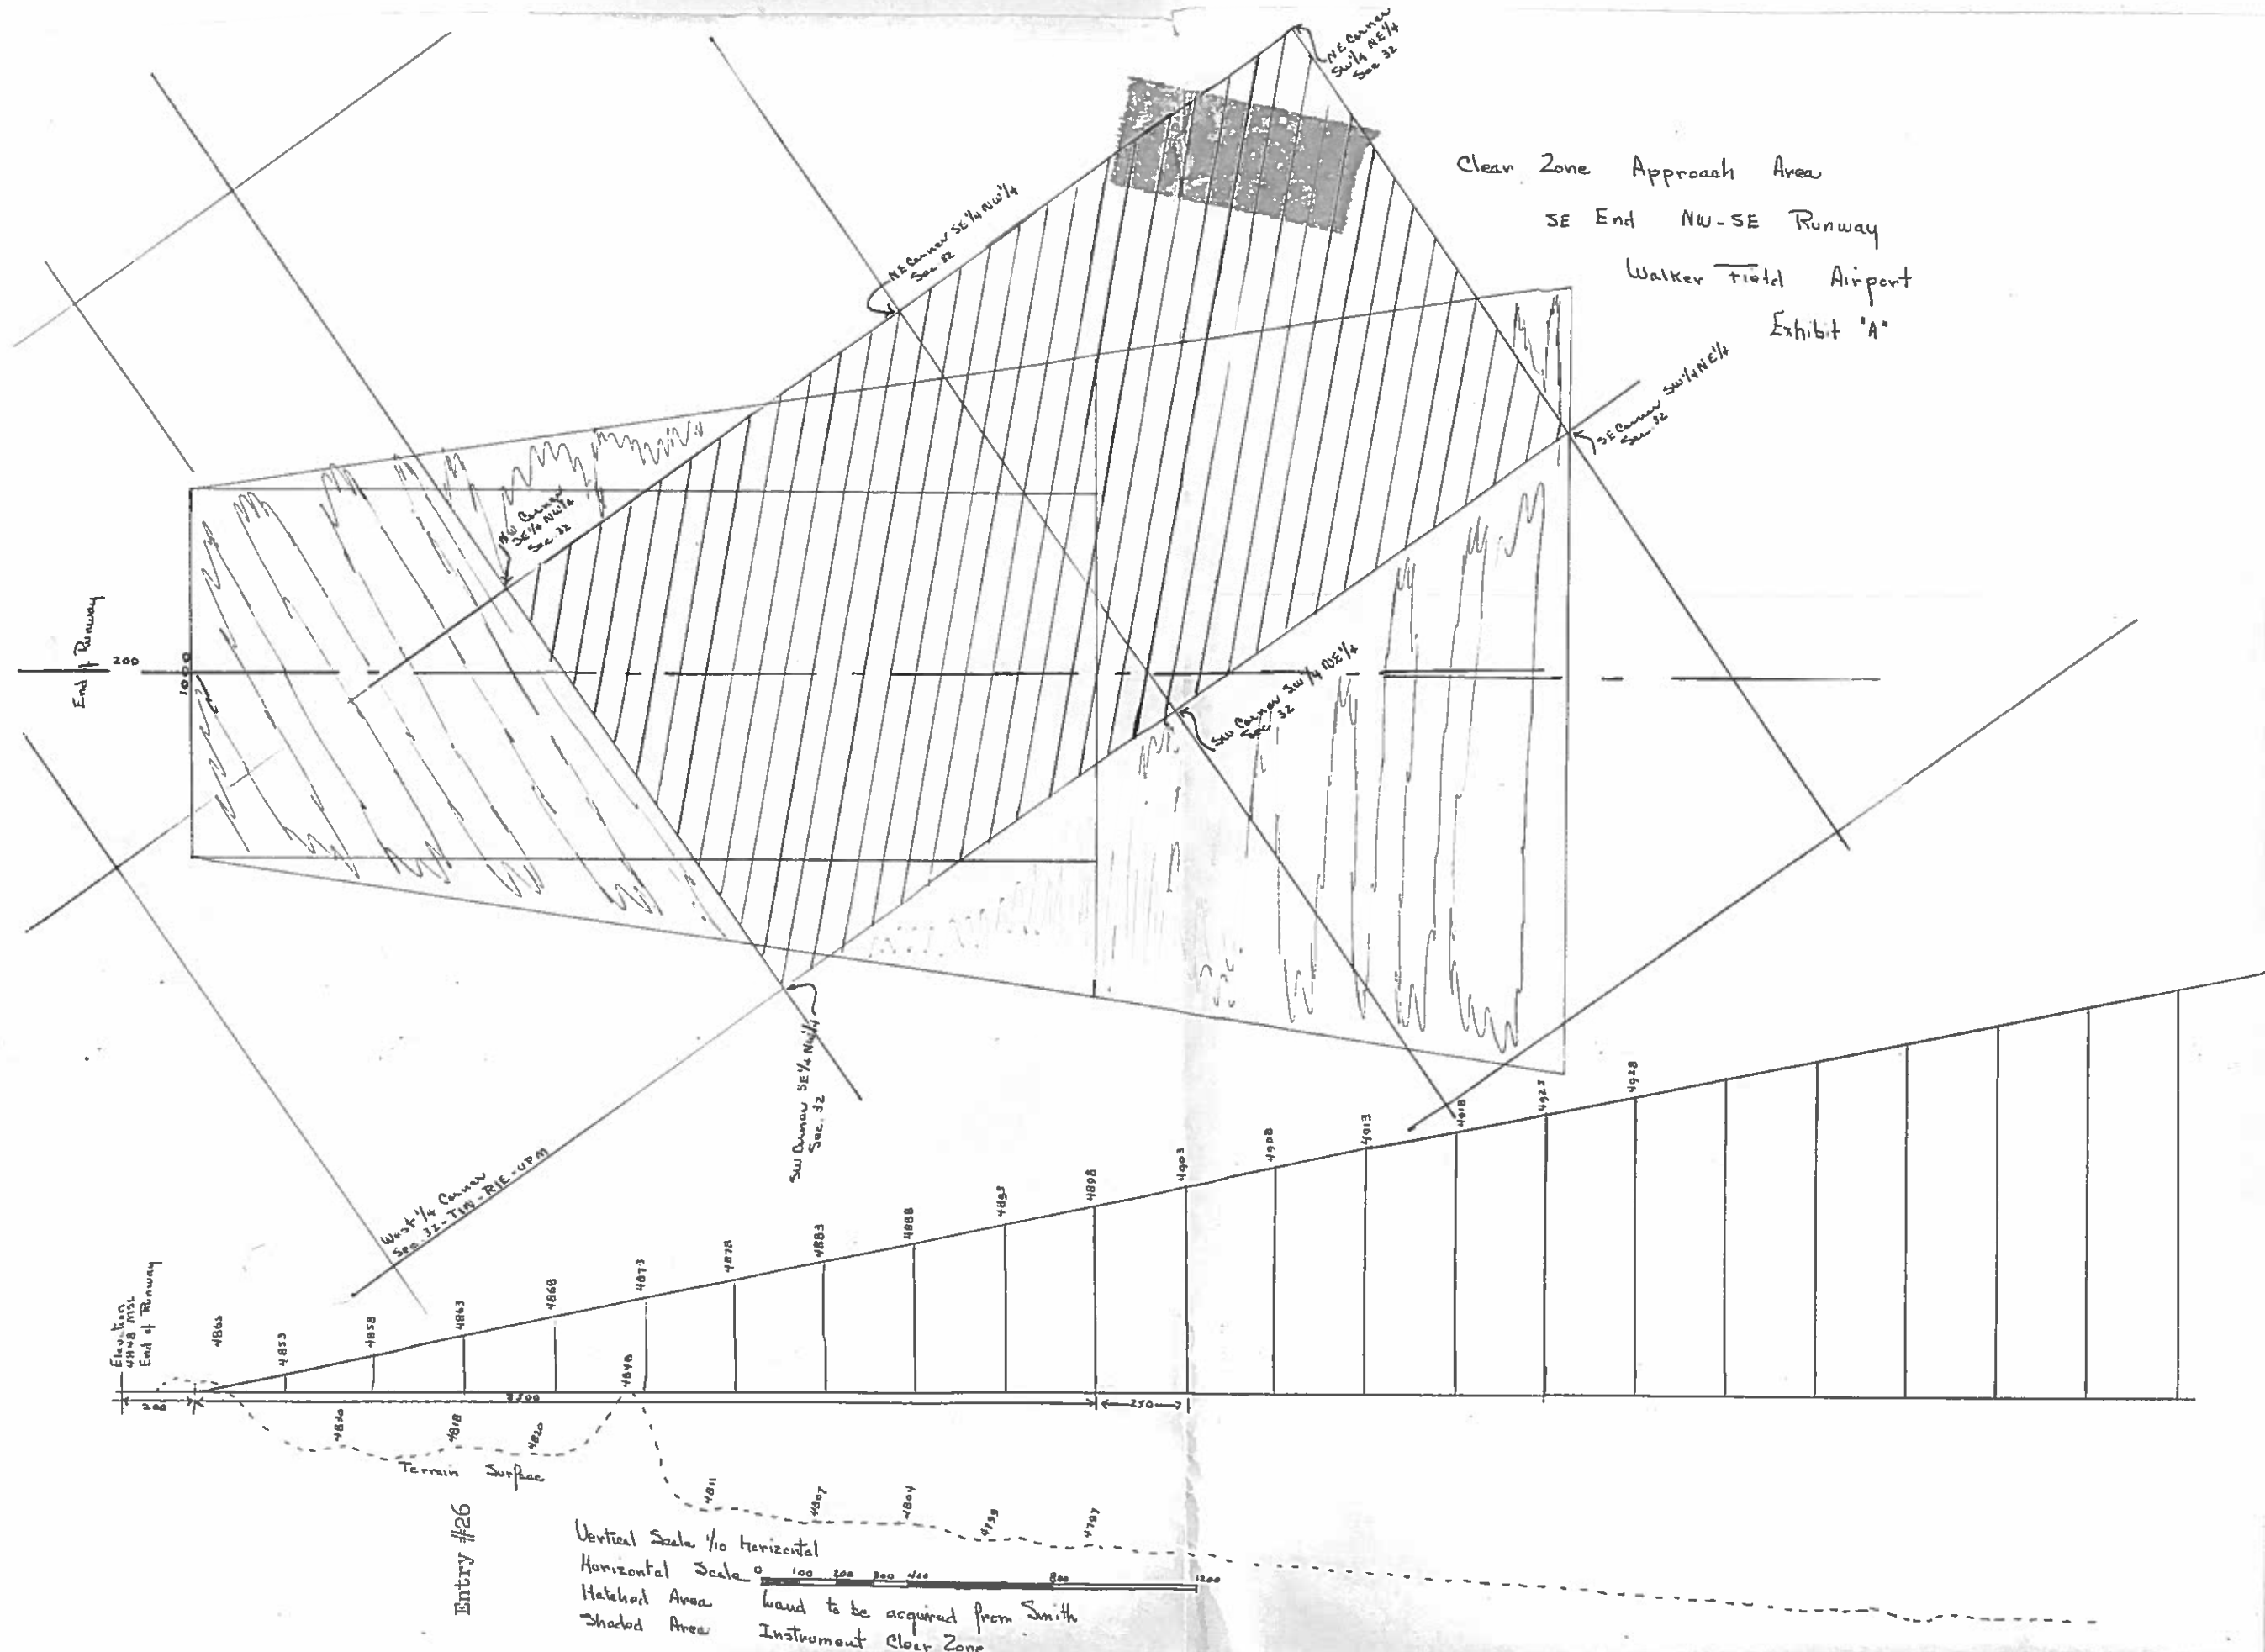 NE Corner
SW¼ NE¼
Sec 32
Clear Zone Approach Area
SE End NW-SE Runway
Walker Field Airport
Exhibit "A"
NE Corner SE¼ NW¼
Sec 32
SE Corner SW¼ NE¼
Sec. 32
NW Corner
SE¼ NW¼
Sec. 32
End of Runway
200
1000
SW Corner SW¼ NE¼
Sec 32
SW Corner SE¼ NW¼
Sec. 32
West ¼ Corner
Sec. 32-T1N-R1E-UPM
Elevation
4848 MSL
End of Runway
4853
4858
4863
4868
4873
4878
4883
4888
4893
4898
4903
4908
4913
4918
4923
4928
4848
200
250
4818
4820
Terrain Surface
4811
4807
4804
4799
4797
Entry #26
Vertical Scale 1/10 Horizontal
Horizontal Scale 0 100 200 300 400 800 1200
Hatched Area Land to be acquired from Smith
Shaded Area Instrument Clear Zone